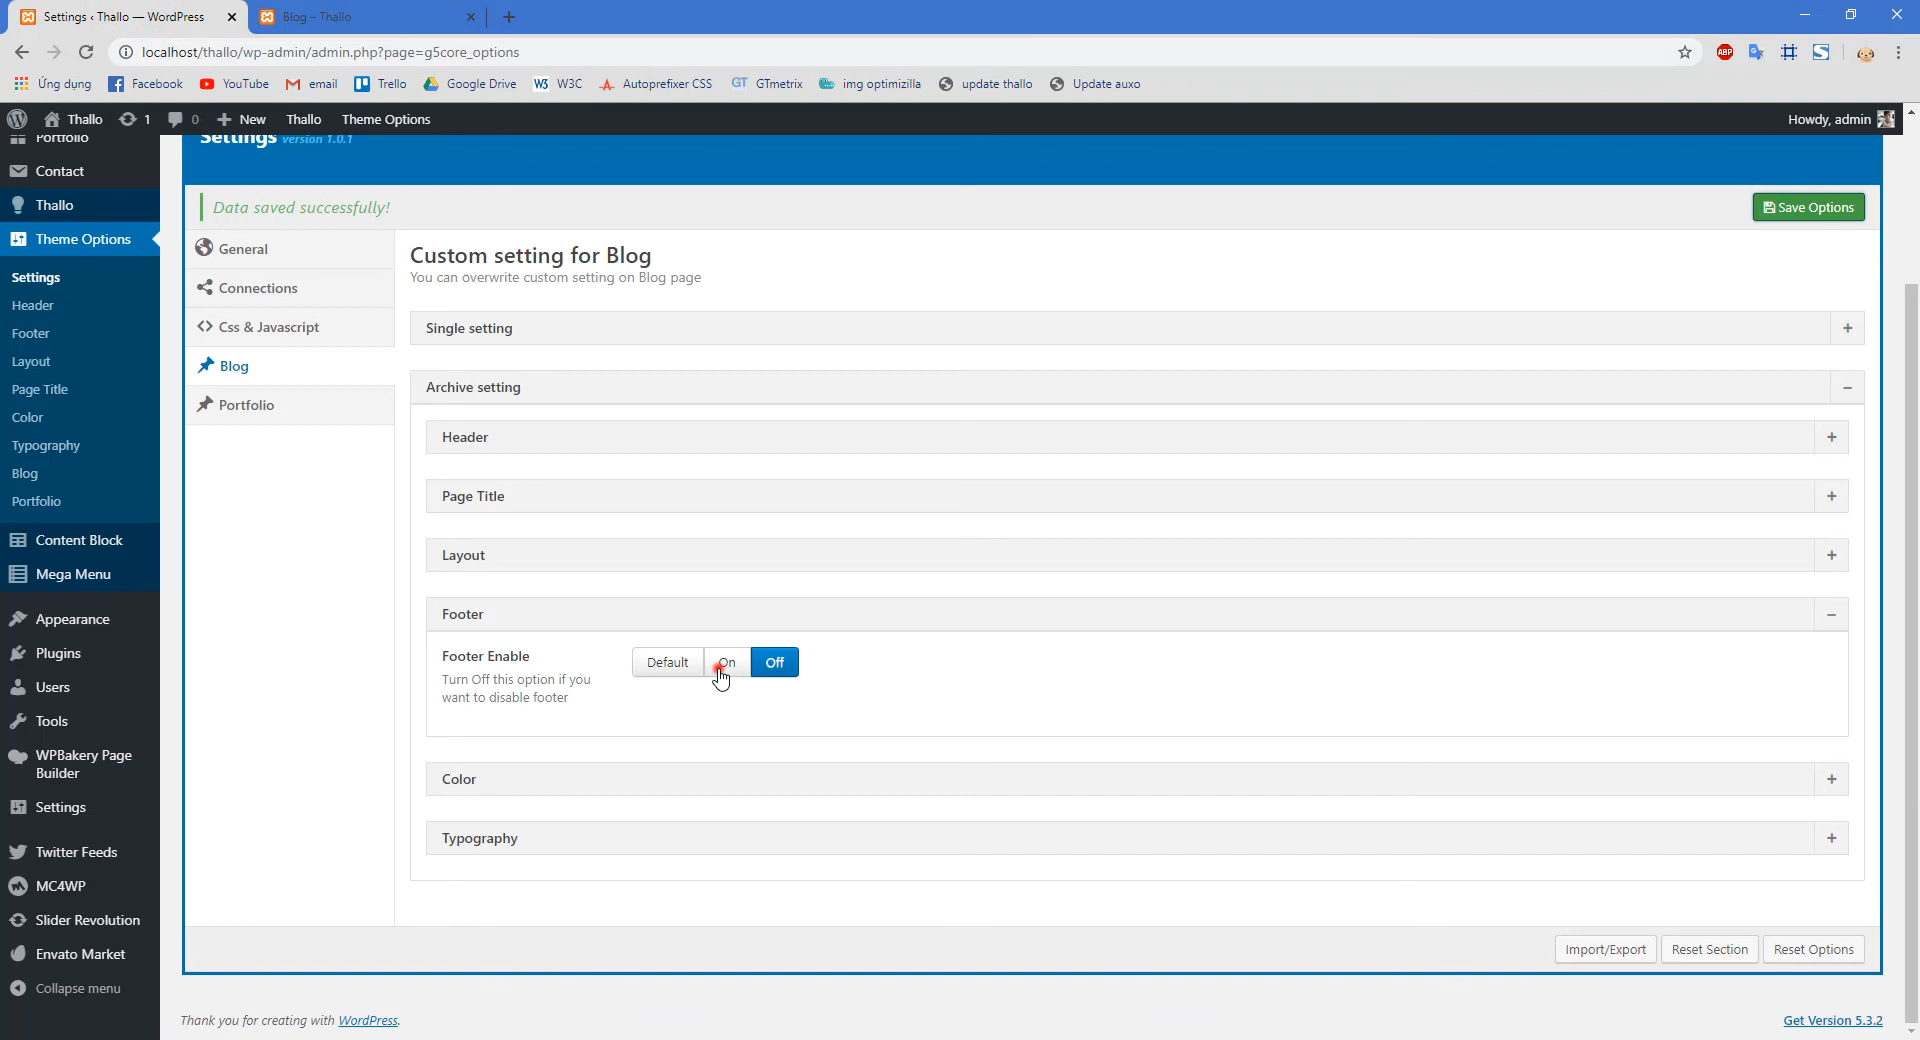 Settings ‹ Thallo — WordPress
Blog – Thallo
localhost/thallo/wp-admin/admin.php?page=g5core_options
ABP
Ứng dụng
Facebook
YouTube
email
Trello
Google Drive
W3C
Autoprefixer CSS
GT GTmetrix
img optimizilla
update thallo
Update auxo
Thallo
1
0
New
Thallo
Theme Options
Howdy, admin
Portfolio
Contact
Thallo
Theme Options
Settings
Header
Footer
Layout
Page Title
Color
Typography
Blog
Portfolio
Content Block
Mega Menu
Appearance
Plugins
Users
Tools
WPBakery Page
Builder
Settings
Twitter Feeds
MC4WP
Slider Revolution
Envato Market
Collapse menu
Settings version 1.0.1
Data saved successfully!
Save Options
General
Connections
Css & Javascript
Blog
Portfolio
Custom setting for Blog
You can overwrite custom setting on Blog page
Single setting
Archive setting
Header
Page Title
Layout
Footer
Footer Enable
Turn Off this option if you
want to disable footer
Default
On
Off
Color
Typography
Import/Export
Reset Section
Reset Options
Thank you for creating with WordPress.
Get Version 5.3.2